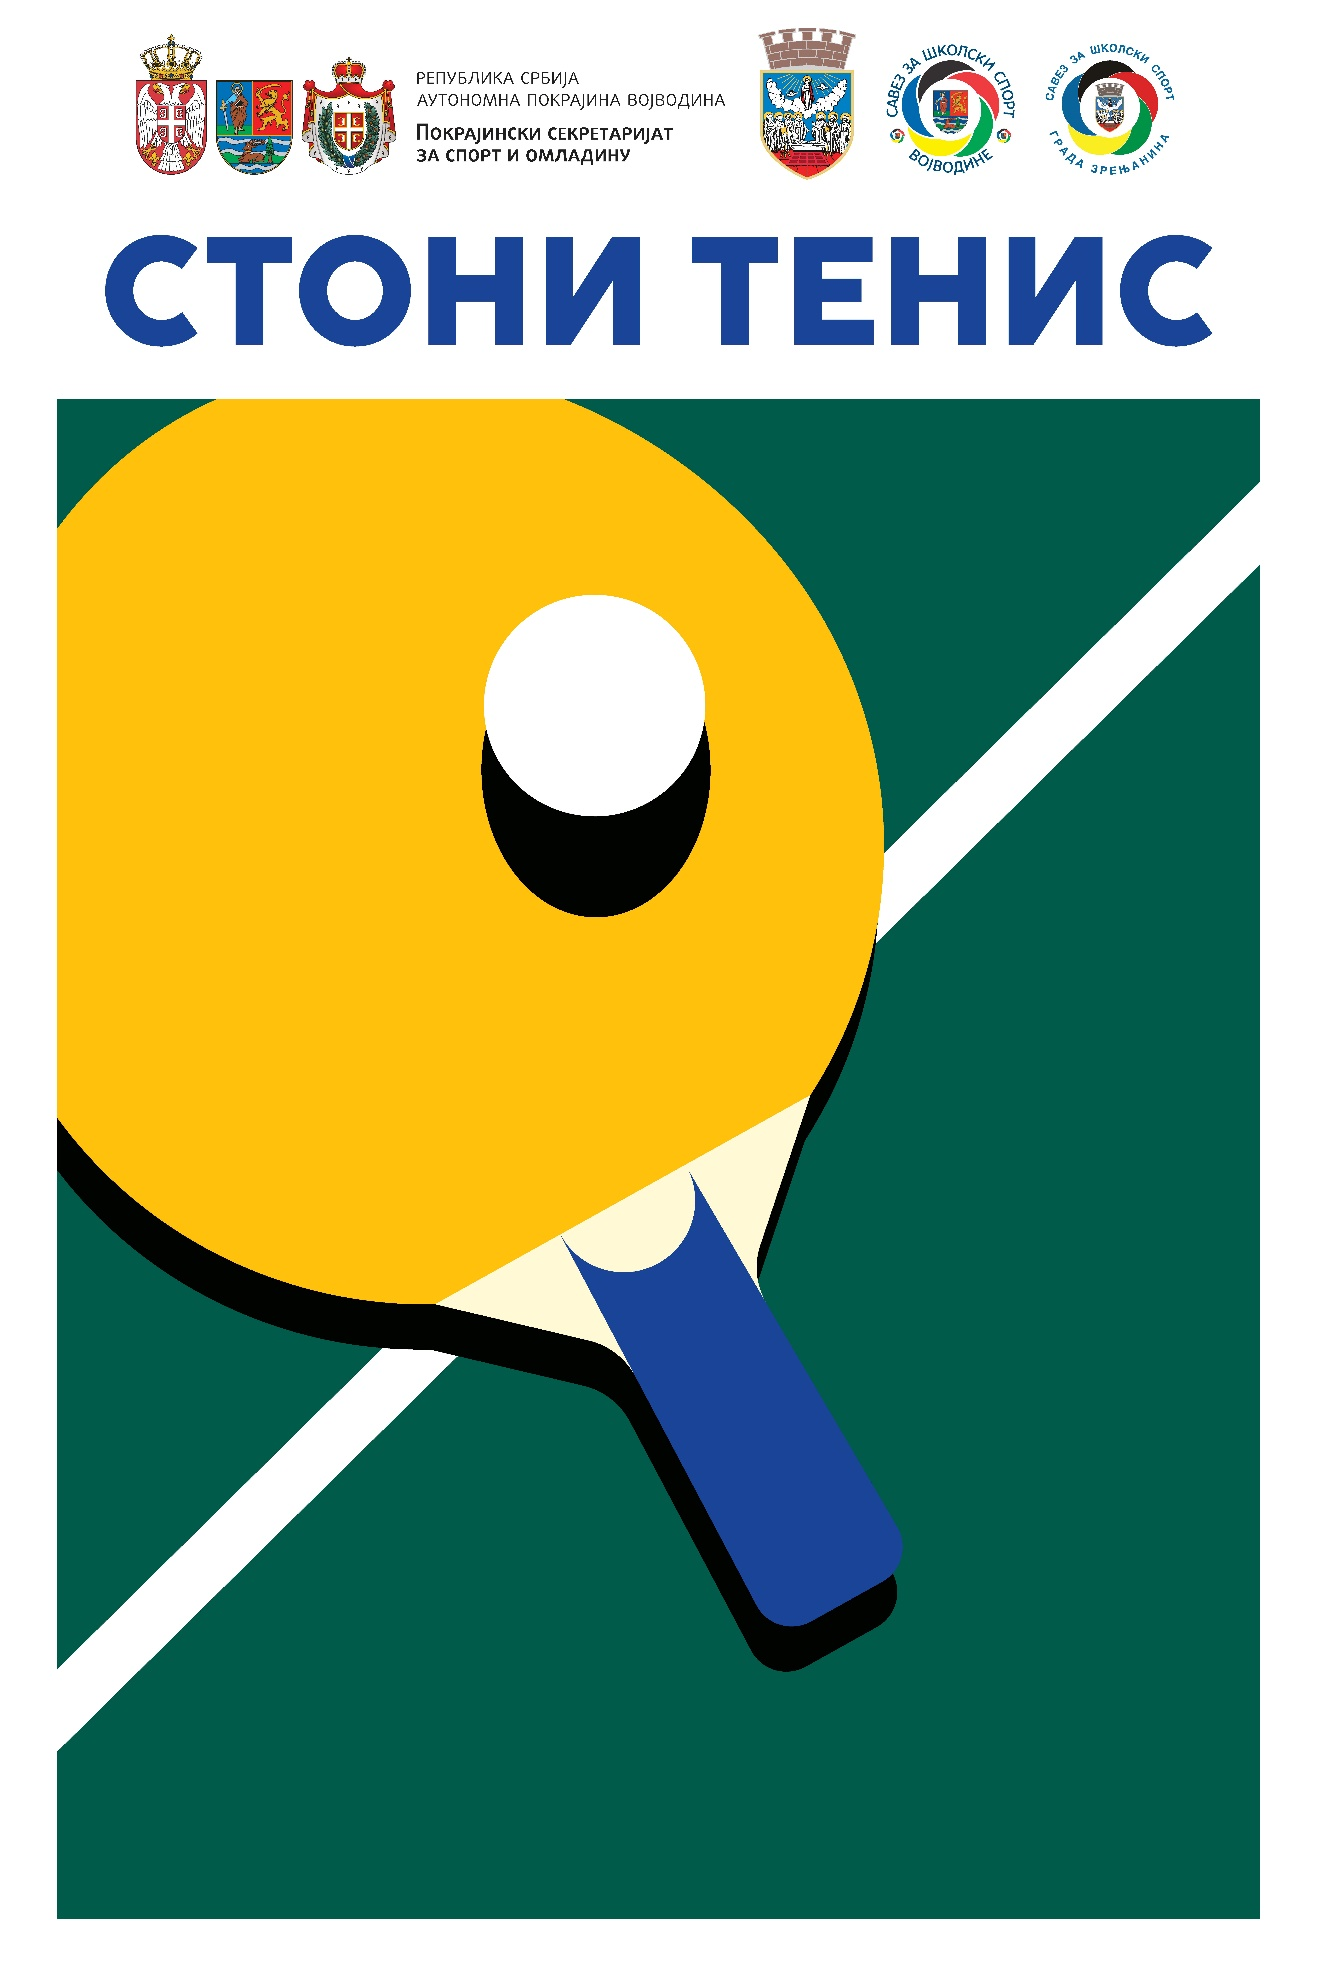 РЕПУБЛИКА СРБИЈА
АУТОНОМНА ПОКРАЈИНА ВОЈВОДИНА
ПОКРАЈИНСКИ СЕКРЕТАРИЈАТ
ЗА СПОРТ И ОМЛАДИНУ
САВЕЗ ЗА ШКОЛСКИ СПОРТ
ВОЈВОДИНЕ
САВЕЗ ЗА ШКОЛСКИ СПОРТ
ГРАДА ЗРЕЊАНИНА
СТОНИ ТЕНИС